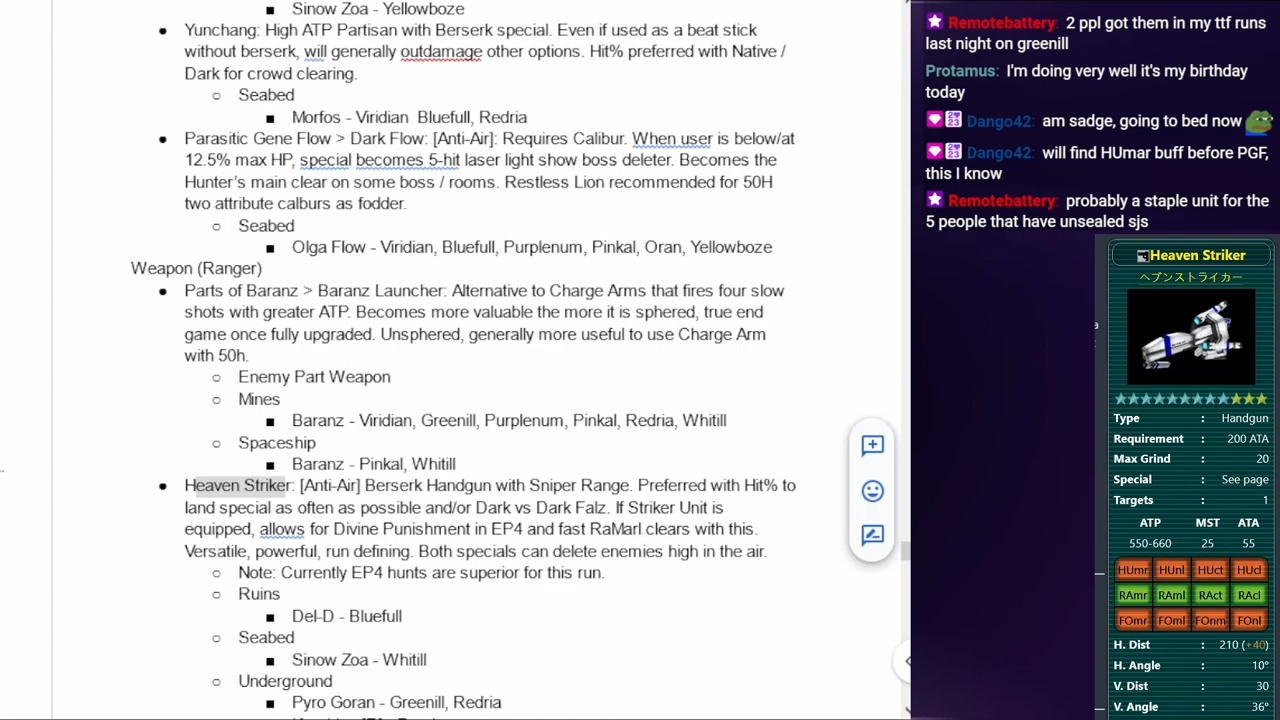 Sinow Zoa - Yellowboze
Yunchang: High ATP Partisan with Berserk special. Even if used as a beat stick
without berserk, will generally outdamage other options. Hit% preferred with Native /
Dark for crowd clearing.
Seabed
Morfos - Viridian  Bluefull, Redria
Parasitic Gene Flow > Dark Flow: [Anti-Air]: Requires Calibur. When user is below/at
12.5% max HP, special becomes 5-hit laser light show boss deleter. Becomes the
Hunter's main clear on some boss / rooms. Restless Lion recommended for 50H
two attribute calburs as fodder.
Seabed
Olga Flow - Viridian, Bluefull, Purplenum, Pinkal, Oran, Yellowboze
Weapon (Ranger)
Parts of Baranz > Baranz Launcher: Alternative to Charge Arms that fires four slow
shots with greater ATP. Becomes more valuable the more it is sphered, true end
game once fully upgraded. Unsphered, generally more useful to use Charge Arm
with 50h.
Enemy Part Weapon
Mines
Baranz - Viridian, Greenill, Purplenum, Pinkal, Redria, Whitill
Spaceship
Baranz - Pinkal, Whitill
Heaven Striker: [Anti-Air] Berserk Handgun with Sniper Range. Preferred with Hit% to
land special as often as possible and/or Dark vs Dark Falz. If Striker Unit is
equipped, allows for Divine Punishment in EP4 and fast RaMarl clears with this.
Versatile, powerful, run defining. Both specials can delete enemies high in the air.
Note: Currently EP4 hunts are superior for this run.
Ruins
Del-D - Bluefull
Seabed
Sinow Zoa - Whitill
Underground
Pyro Goran - Greenill, Redria
Remotebattery: 2 ppl got them in my ttf runs
last night on greenill
Protamus: I'm doing very well it's my birthday
today
Dango42: am sadge, going to bed now
Dango42: will find HUmar buff before PGF,
this I know
Remotebattery: probably a staple unit for the
5 people that have unsealed sjs
Heaven Striker
ヘブンストライカー
Type : Handgun
Requirement : 200 ATA
Max Grind : 20
Special : See page
Targets : 1
ATP MST ATA
550-660 25 55
HUmr HUnl HUct HUcl
RAmr RAml RAct RAcl
FOmr FOml FOnm FOnl
H. Dist : 210 (+40)
H. Angle : 10°
V. Dist : 30
V. Angle : 36°